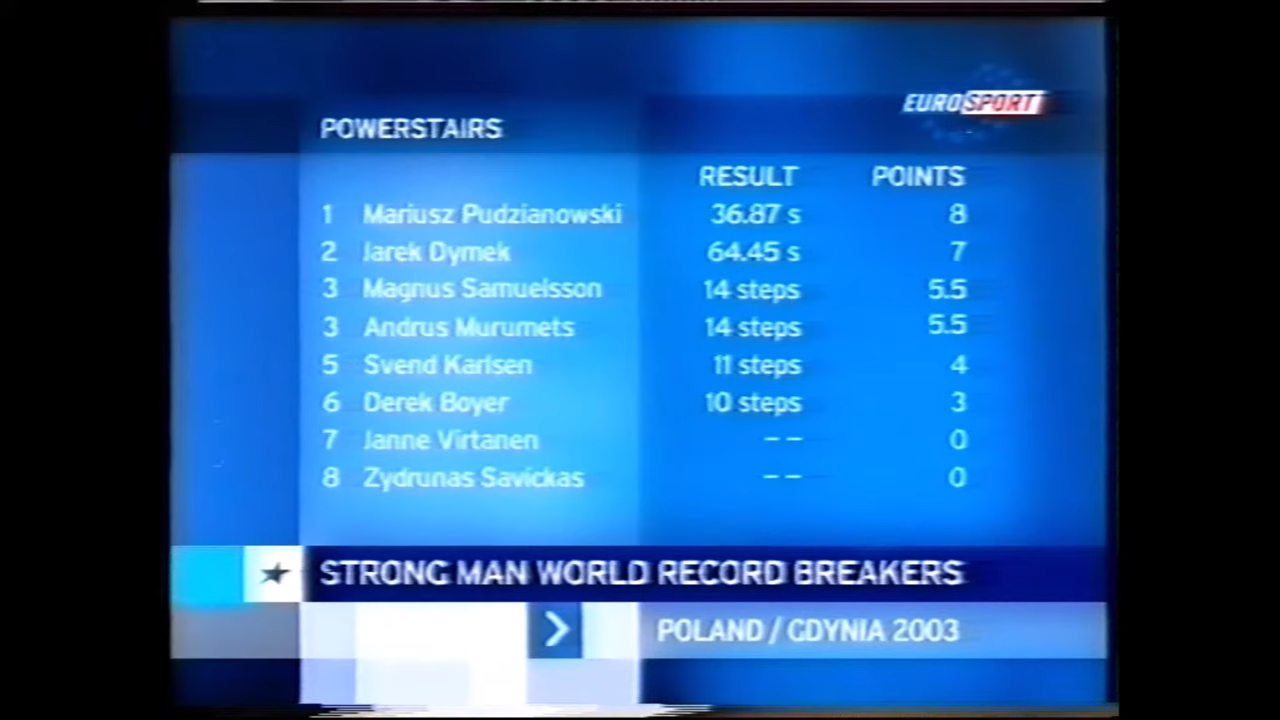 EUROSPORT
POWERSTAIRS
RESULT POINTS
1 Mariusz Pudzianowski 36.87 s 8
2 Jarek Dymek 64.45 s 7
3 Magnus Samuelsson 14 steps 5.5
3 Andrus Murumets 14 steps 5.5
5 Svend Karlsen 11 steps 4
6 Derek Boyer 10 steps 3
7 Janne Virtanen -- 0
8 Zydrunas Savickas -- 0
STRONG MAN WORLD RECORD BREAKERS
POLAND / GDYNIA 2003